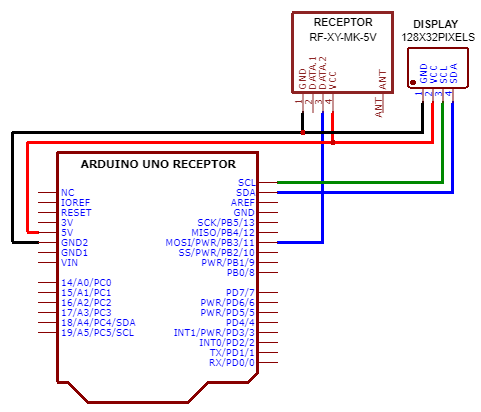 RECEPTOR
RF-XY-MK-5V
DISPLAY
128X32PIXELS
GND
DATA.1
DATA.2
VCC
ANT
1
2
3
4
ANT
GND
VCC
SCL
SDA
1
2
3
4
ARDUINO UNO RECEPTOR
NC
IOREF
RESET
3V
5V
GND2
GND1
VIN
14/A0/PC0
15/A1/PC1
16/A2/PC2
17/A3/PC3
18/A4/PC4/SDA
19/A5/PC5/SCL
SCL
SDA
AREF
GND
SCK/PB5/13
MISO/PB4/12
MOSI/PWR/PB3/11
SS/PWR/PB2/10
PWR/PB1/9
PB0/8
PD7/7
PWR/PD6/6
PWR/PD5/5
PD4/4
INT1/PWR/PD3/3
INT0/PD2/2
TX/PD1/1
RX/PD0/0